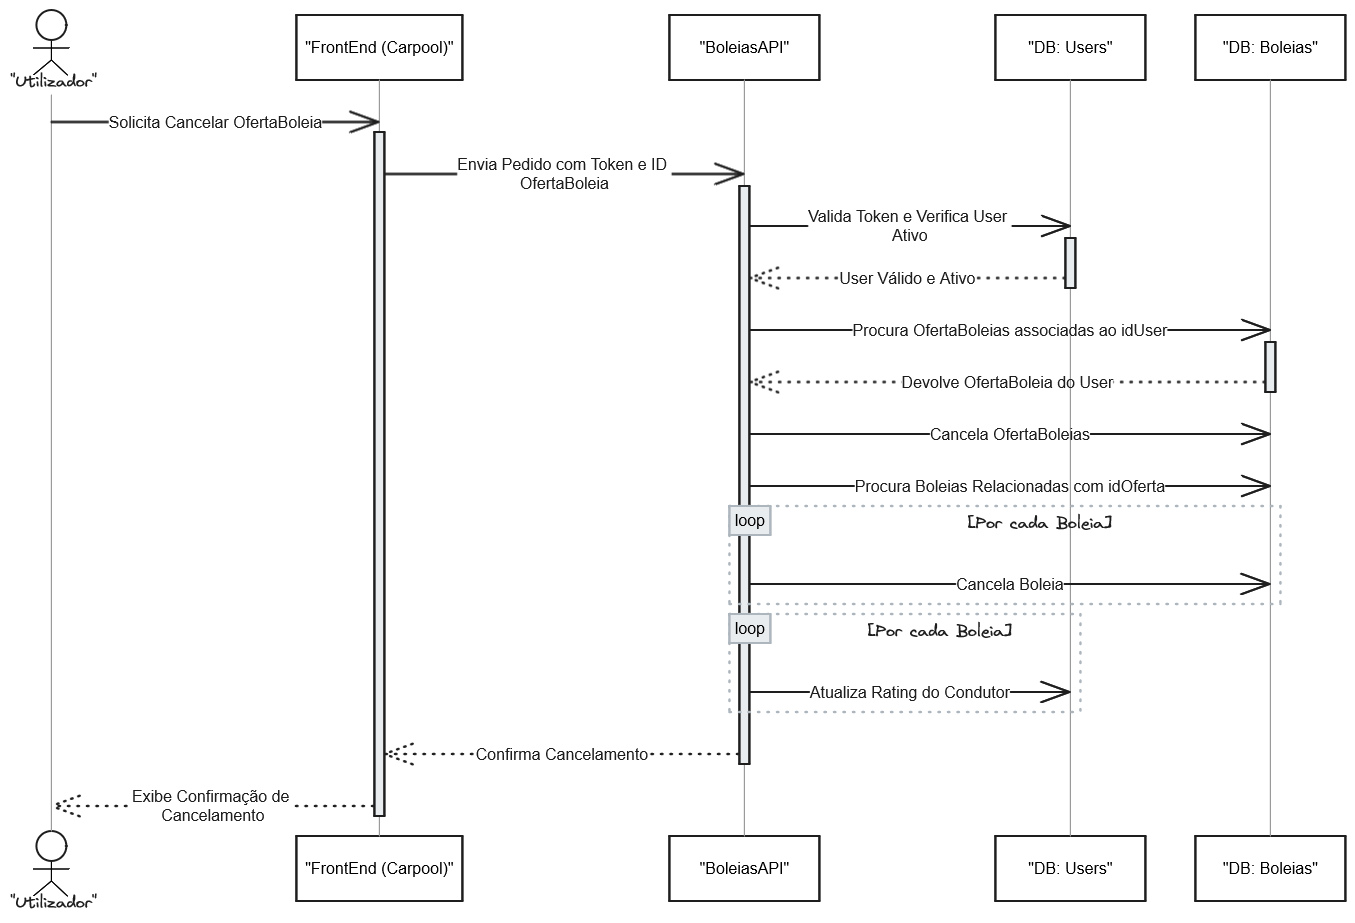 "Utilizador"
"FrontEnd (Carpool)"
"BoleiasAPI"
"DB: Users"
"DB: Boleias"
Solicita Cancelar OfertaBoleia
Envia Pedido com Token e ID
OfertaBoleia
Valida Token e Verifica User
Ativo
User Válido e Ativo
Procura OfertaBoleias associadas ao idUser
Devolve OfertaBoleia do User
Cancela OfertaBoleias
Procura Boleias Relacionadas com idOferta
loop
[Por cada Boleia]
Cancela Boleia
loop
[Por cada Boleia]
Atualiza Rating do Condutor
Confirma Cancelamento
Exibe Confirmação de
Cancelamento
"Utilizador"
"FrontEnd (Carpool)"
"BoleiasAPI"
"DB: Users"
"DB: Boleias"